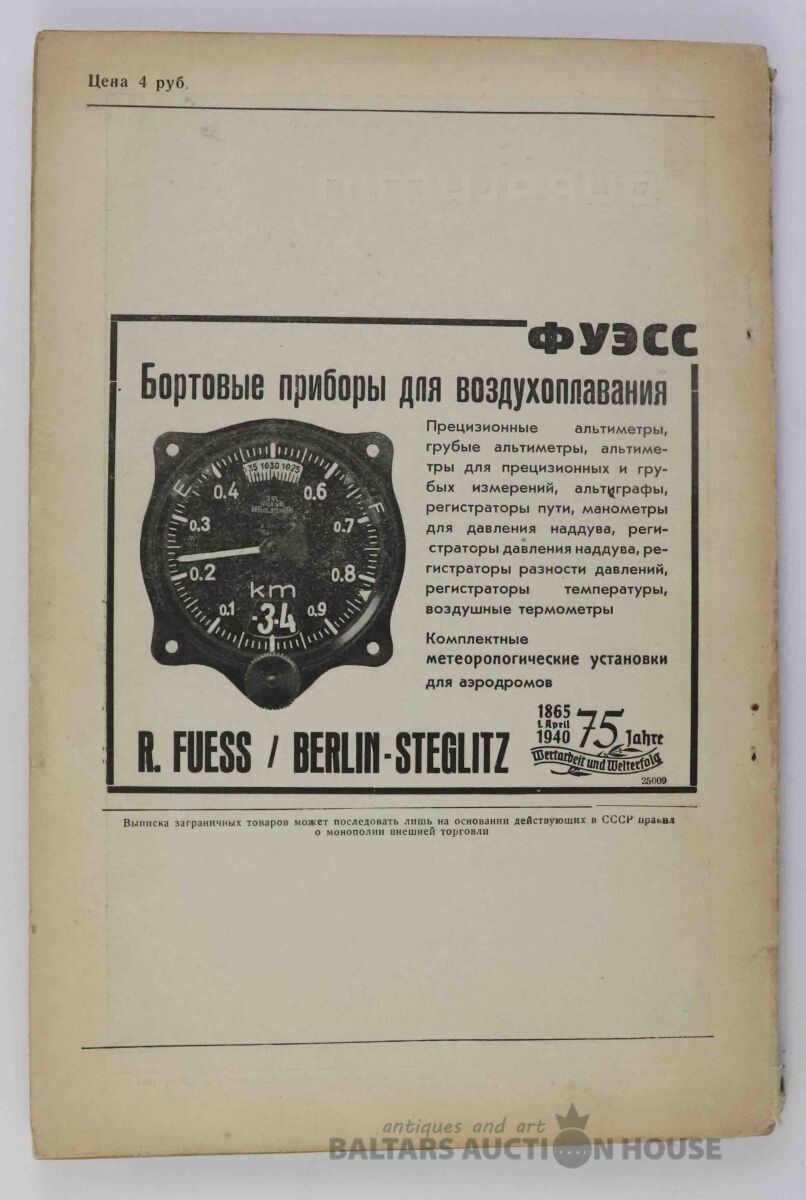 Цена 4 руб.
ФУЭСС
Бортовые приборы для воздухоплавания
Прецизионные альтиметры,
грубые альтиметры, альтиме-
тры для прецизионных и гру-
бых измерений, альтиграфы,
регистраторы пути, манометры
для давления наддува, реги-
страторы давления наддува, ре-
гистраторы разности давлений,
регистраторы температуры,
воздушные термометры
Комплектные
метеорологические установки
для аэродромов
35 1030 1025
E
F
0.4 0.6
0.3 0.7
0.2 0.8
km
0.1 -34 0.9
R. FUESS / BERLIN-STEGLITZ
1865
1. April
1940
75 Jahre
Wertarbeit und Welterfolg
25009
Выписка заграничных товаров может последовать лишь на основании действующих в СССР правил
о монополии внешней торговли
antiques and art
BALTARS AUCTION HOUSE